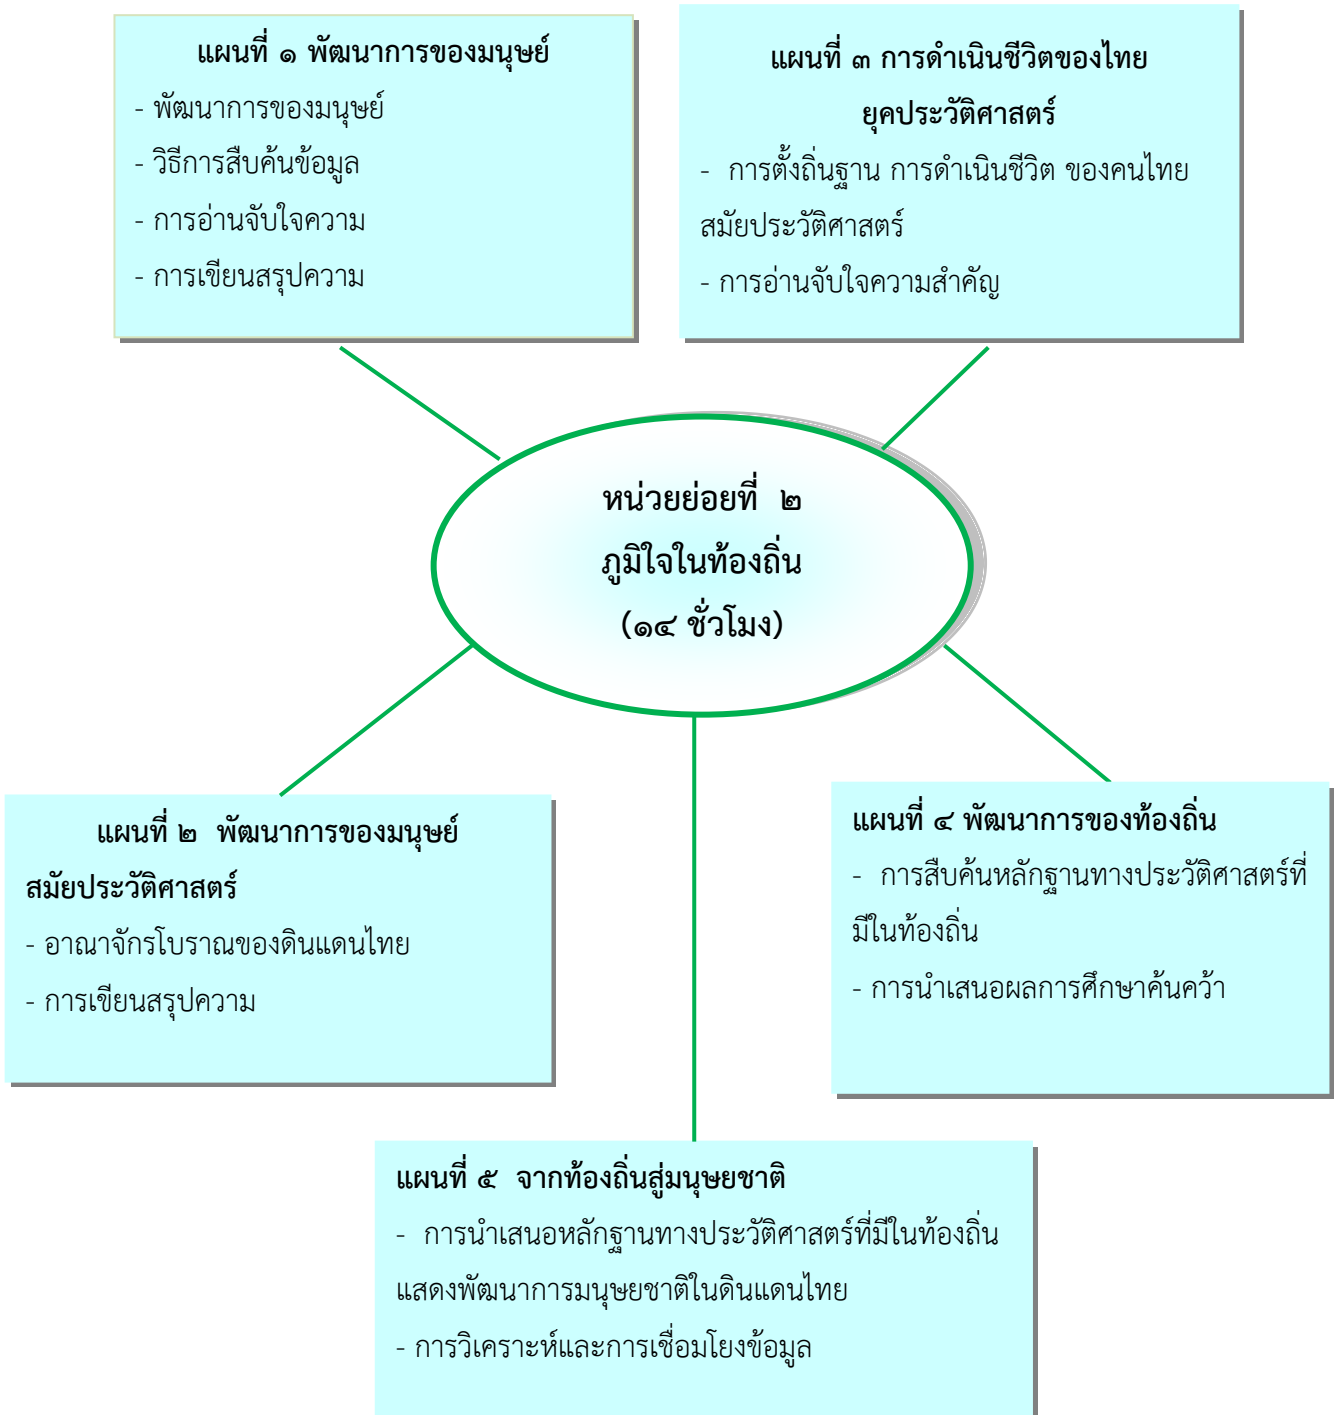 แผนที่ ๑ พัฒนาการของมนุษย์
- พัฒนาการของมนุษย์
- วิธีการสืบค้นข้อมูล
- การอ่านจับใจความ
- การเขียนสรุปความ
แผนที่ ๓ การดำเนินชีวิตของไทย
ยุคประวัติศาสตร์
- การตั้งถิ่นฐาน การดำเนินชีวิต ของคนไทย
สมัยประวัติศาสตร์
- การอ่านจับใจความสำคัญ
หน่วยย่อยที่ ๒
ภูมิใจในท้องถิ่น
(๑๔ ชั่วโมง)
แผนที่ ๒ พัฒนาการของมนุษย์
สมัยประวัติศาสตร์
- อาณาจักรโบราณของดินแดนไทย
- การเขียนสรุปความ
แผนที่ ๔ พัฒนาการของท้องถิ่น
- การสืบค้นหลักฐานทางประวัติศาสตร์ที่
มีในท้องถิ่น
- การนำเสนอผลการศึกษาค้นคว้า
แผนที่ ๕ จากท้องถิ่นสู่มนุษยชาติ
- การนำเสนอหลักฐานทางประวัติศาสตร์ที่มีในท้องถิ่น
แสดงพัฒนาการมนุษยชาติในดินแดนไทย
- การวิเคราะห์และการเชื่อมโยงข้อมูล